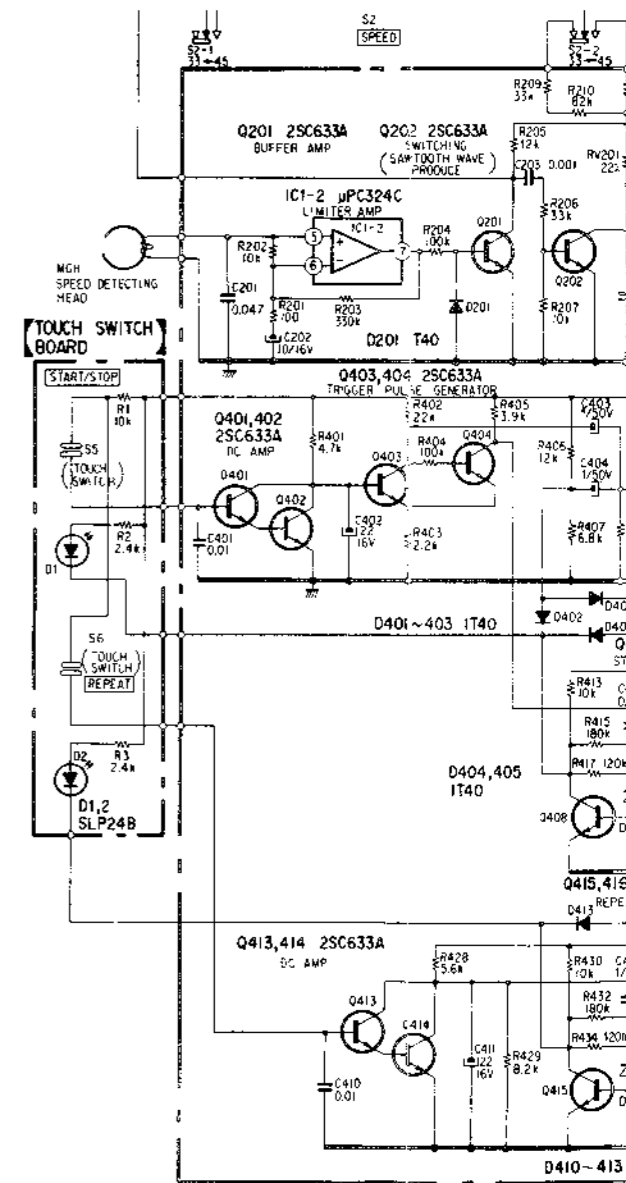 S2
SPEED
S2-1
33 45
S2-2
33 45
R209
33k
R210
82k
Q201 2SC633A
BUFFER AMP
Q202 2SC633A
SWITCHING
(SAWTOOTH WAVE)
PRODUCE
R205
12k
C203 0.001
RV201
22k
IC1-2 μPC324C
LIMITER AMP
IC1-2
R206
33k
R204
100k
Q201
Q202
5
6
7
+
−
R202
10k
MGH
SPEED DETECTING
HEAD
C201
0.047
R201
100
R203
330k
D201
R207
10k
C202
10/16V
D201 1T40
TOUCH SWITCH
BOARD
START/STOP
Q403,404 2SC633A
TRIGGER PULSE GENERATOR
R1
10k
Q401,402
2SC633A
DC AMP
R401
4.7k
R402
22k
R405
3.9k
C403
/50V
S5
(TOUCH
SWITCH)
Q403
R404
100k
Q404
R406
12k
C404
1/50V
Q401
Q402
R2
2.4k
C401
0.01
C402
22
16V
R403
2.2k
R407
6.8k
D1
D402
D401~403 1T40
S6
(TOUCH
SWITCH)
REPEAT
R413
10k
R415
180k
R417 120k
D2
R3
2.4k
D404,405
1T40
D1,2
SLP24B
Q408
Q415,416
REPE
D413
Q413,414 2SC633A
DC AMP
R428
5.6k
R430
10k
R432
180k
Q413
C411
22
16V
R429
8.2k
R434 120k
C410
0.01
Q415
D410~413